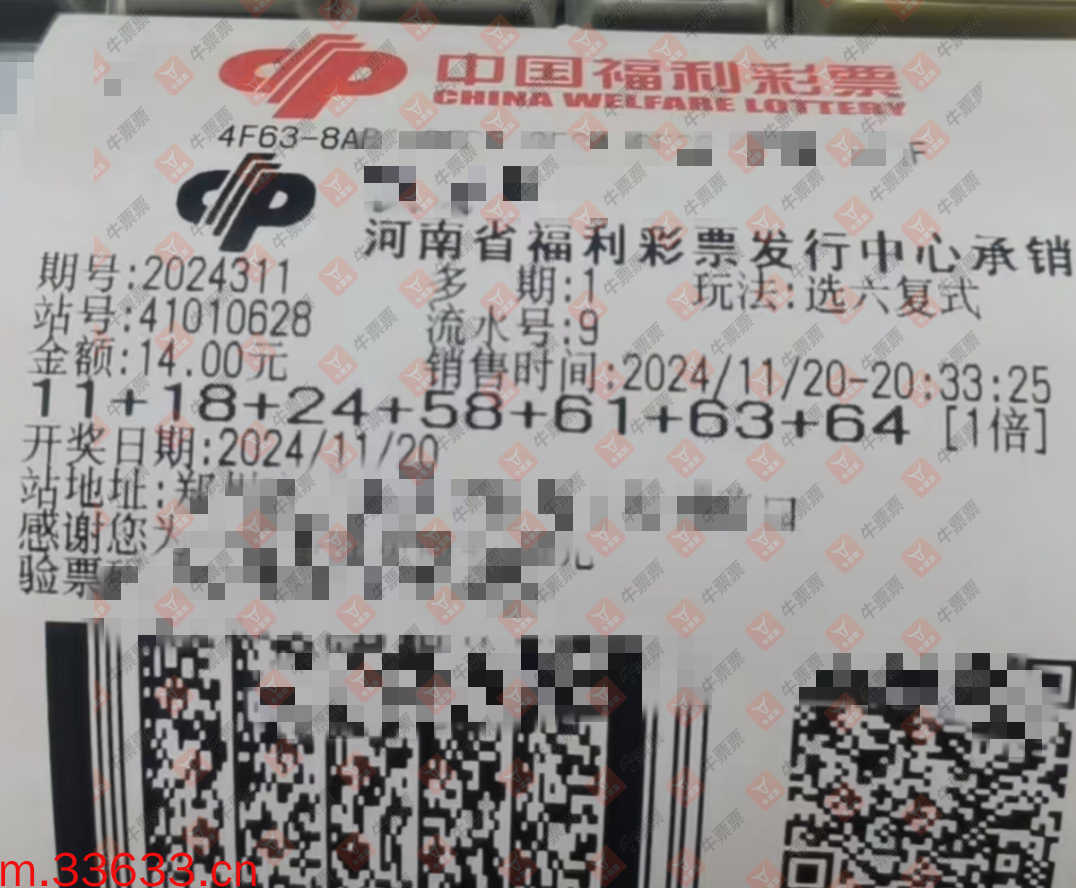 中国福利彩票
CHINA WELFARE LOTTERY
4F63-8A
河南省福利彩票发行中心承销
期号:2024311 多 期:1 玩法:选六复式
站号:41010628 流水号:9
金额:14.00元 销售时间:2024/11/20-20:33:25
11+18+24+58+61+63+64 [1倍]
开奖日期:2024/11/20
站地址:郑
感谢您
验票
m.33633.cn
牛票票